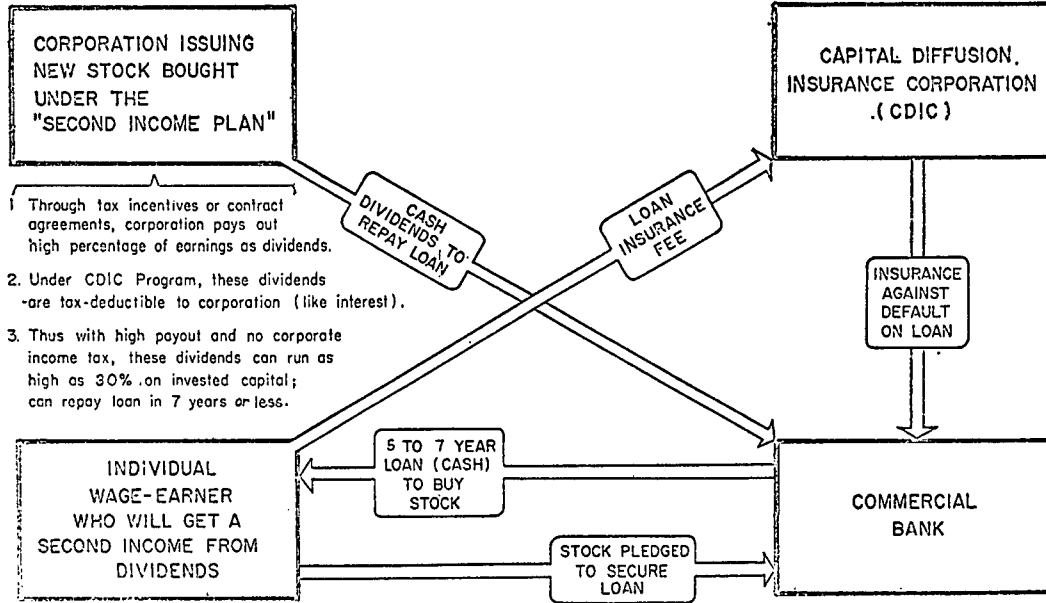 CORPORATION ISSUING
NEW STOCK BOUGHT
UNDER THE
"SECOND INCOME PLAN"
CAPITAL DIFFUSION.
INSURANCE CORPORATION
.(CDIC)
1 Through tax incentives or contract
agreements, corporation pays out
high percentage of earnings as dividends.
2. Under CDIC Program, these dividends
-are tax-deductible to corporation (like interest).
3. Thus with high payout and no corporate
income tax, these dividends can run as
high as 30% .on invested capital;
can repay loan in 7 years or less.
CASH
DIVIDENDS TO
REPAY LOAN
LOAN
INSURANCE
FEE
INSURANCE
AGAINST
DEFAULT
ON LOAN
INDIVIDUAL
WAGE-EARNER
WHO WILL GET A
SECOND INCOME FROM
DIVIDENDS
5 TO 7 YEAR
LOAN (CASH)
TO BUY
STOCK
STOCK PLEDGED
TO SECURE
LOAN
COMMERCIAL
BANK